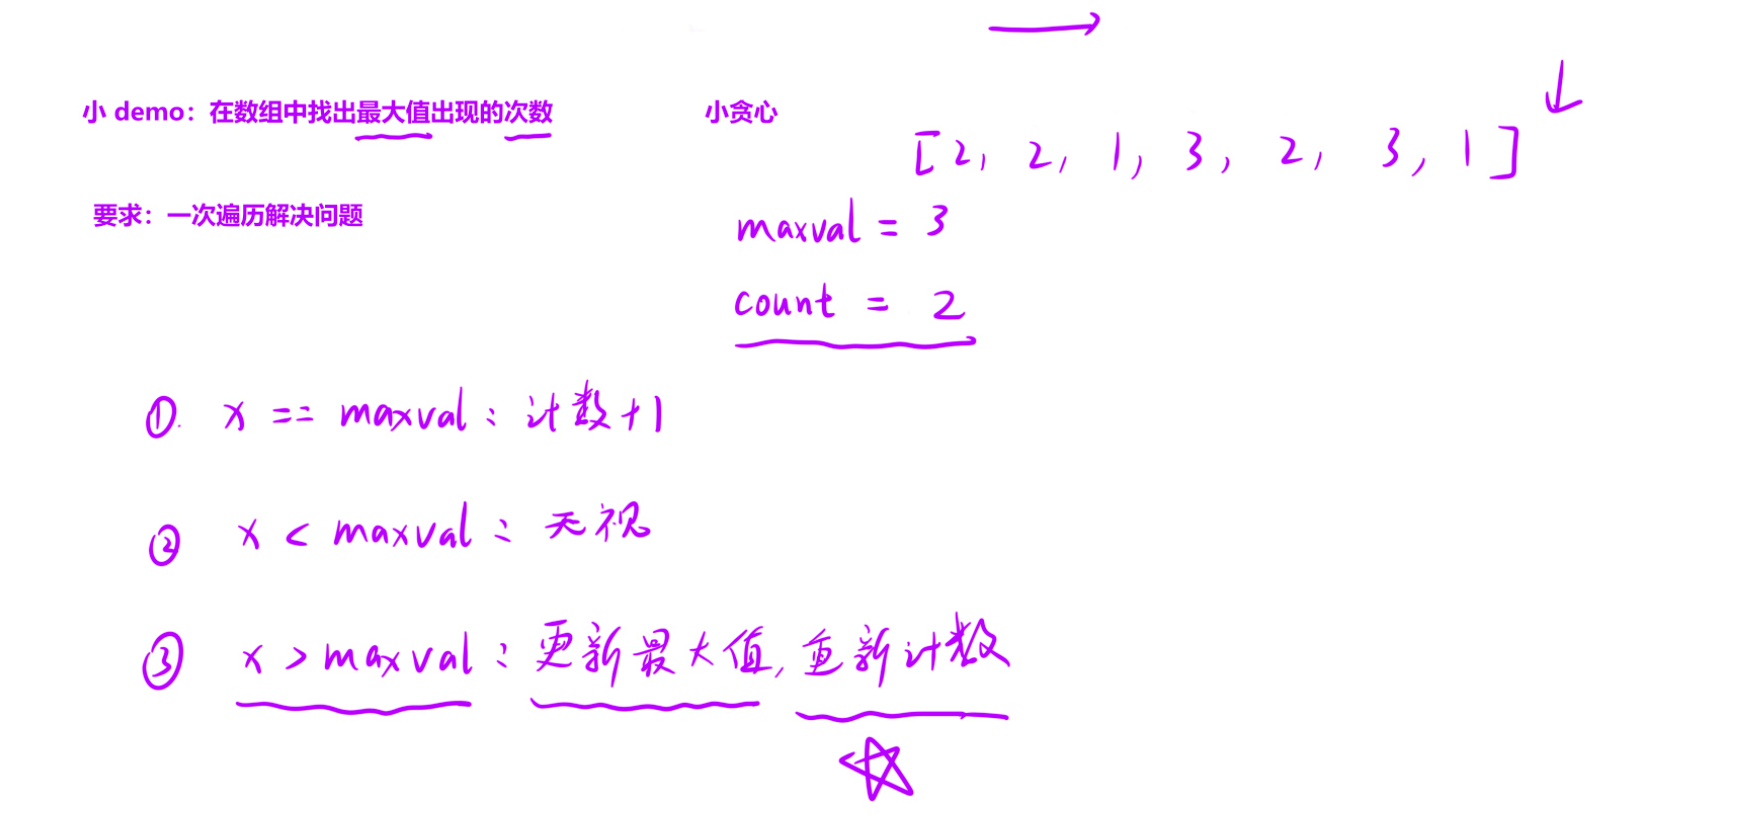 小 demo：在数组中找出最大值出现的次数
小贪心
[2, 2, 1, 3, 2, 3, 1]
要求：一次遍历解决问题
maxval = 3
count = 2
①. x == maxval：计数+1
② x < maxval：无视
③ x > maxval：更新最大值, 重新计数